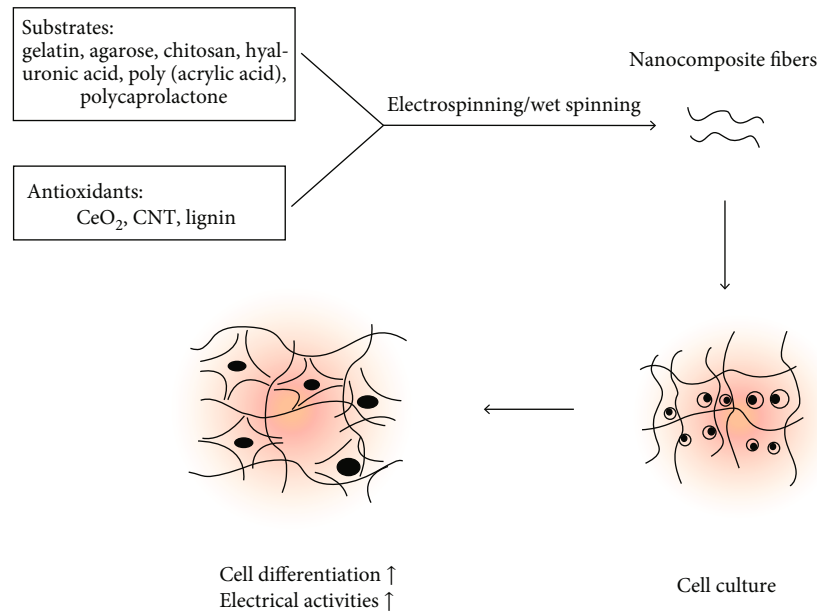 Substrates:
gelatin, agarose, chitosan, hyal-
uronic acid, poly (acrylic acid),
polycaprolactone
Nanocomposite fibers
Electrospinning/wet spinning
Antioxidants:
CeO₂, CNT, lignin
Cell differentiation ↑
Electrical activities ↑
Cell culture